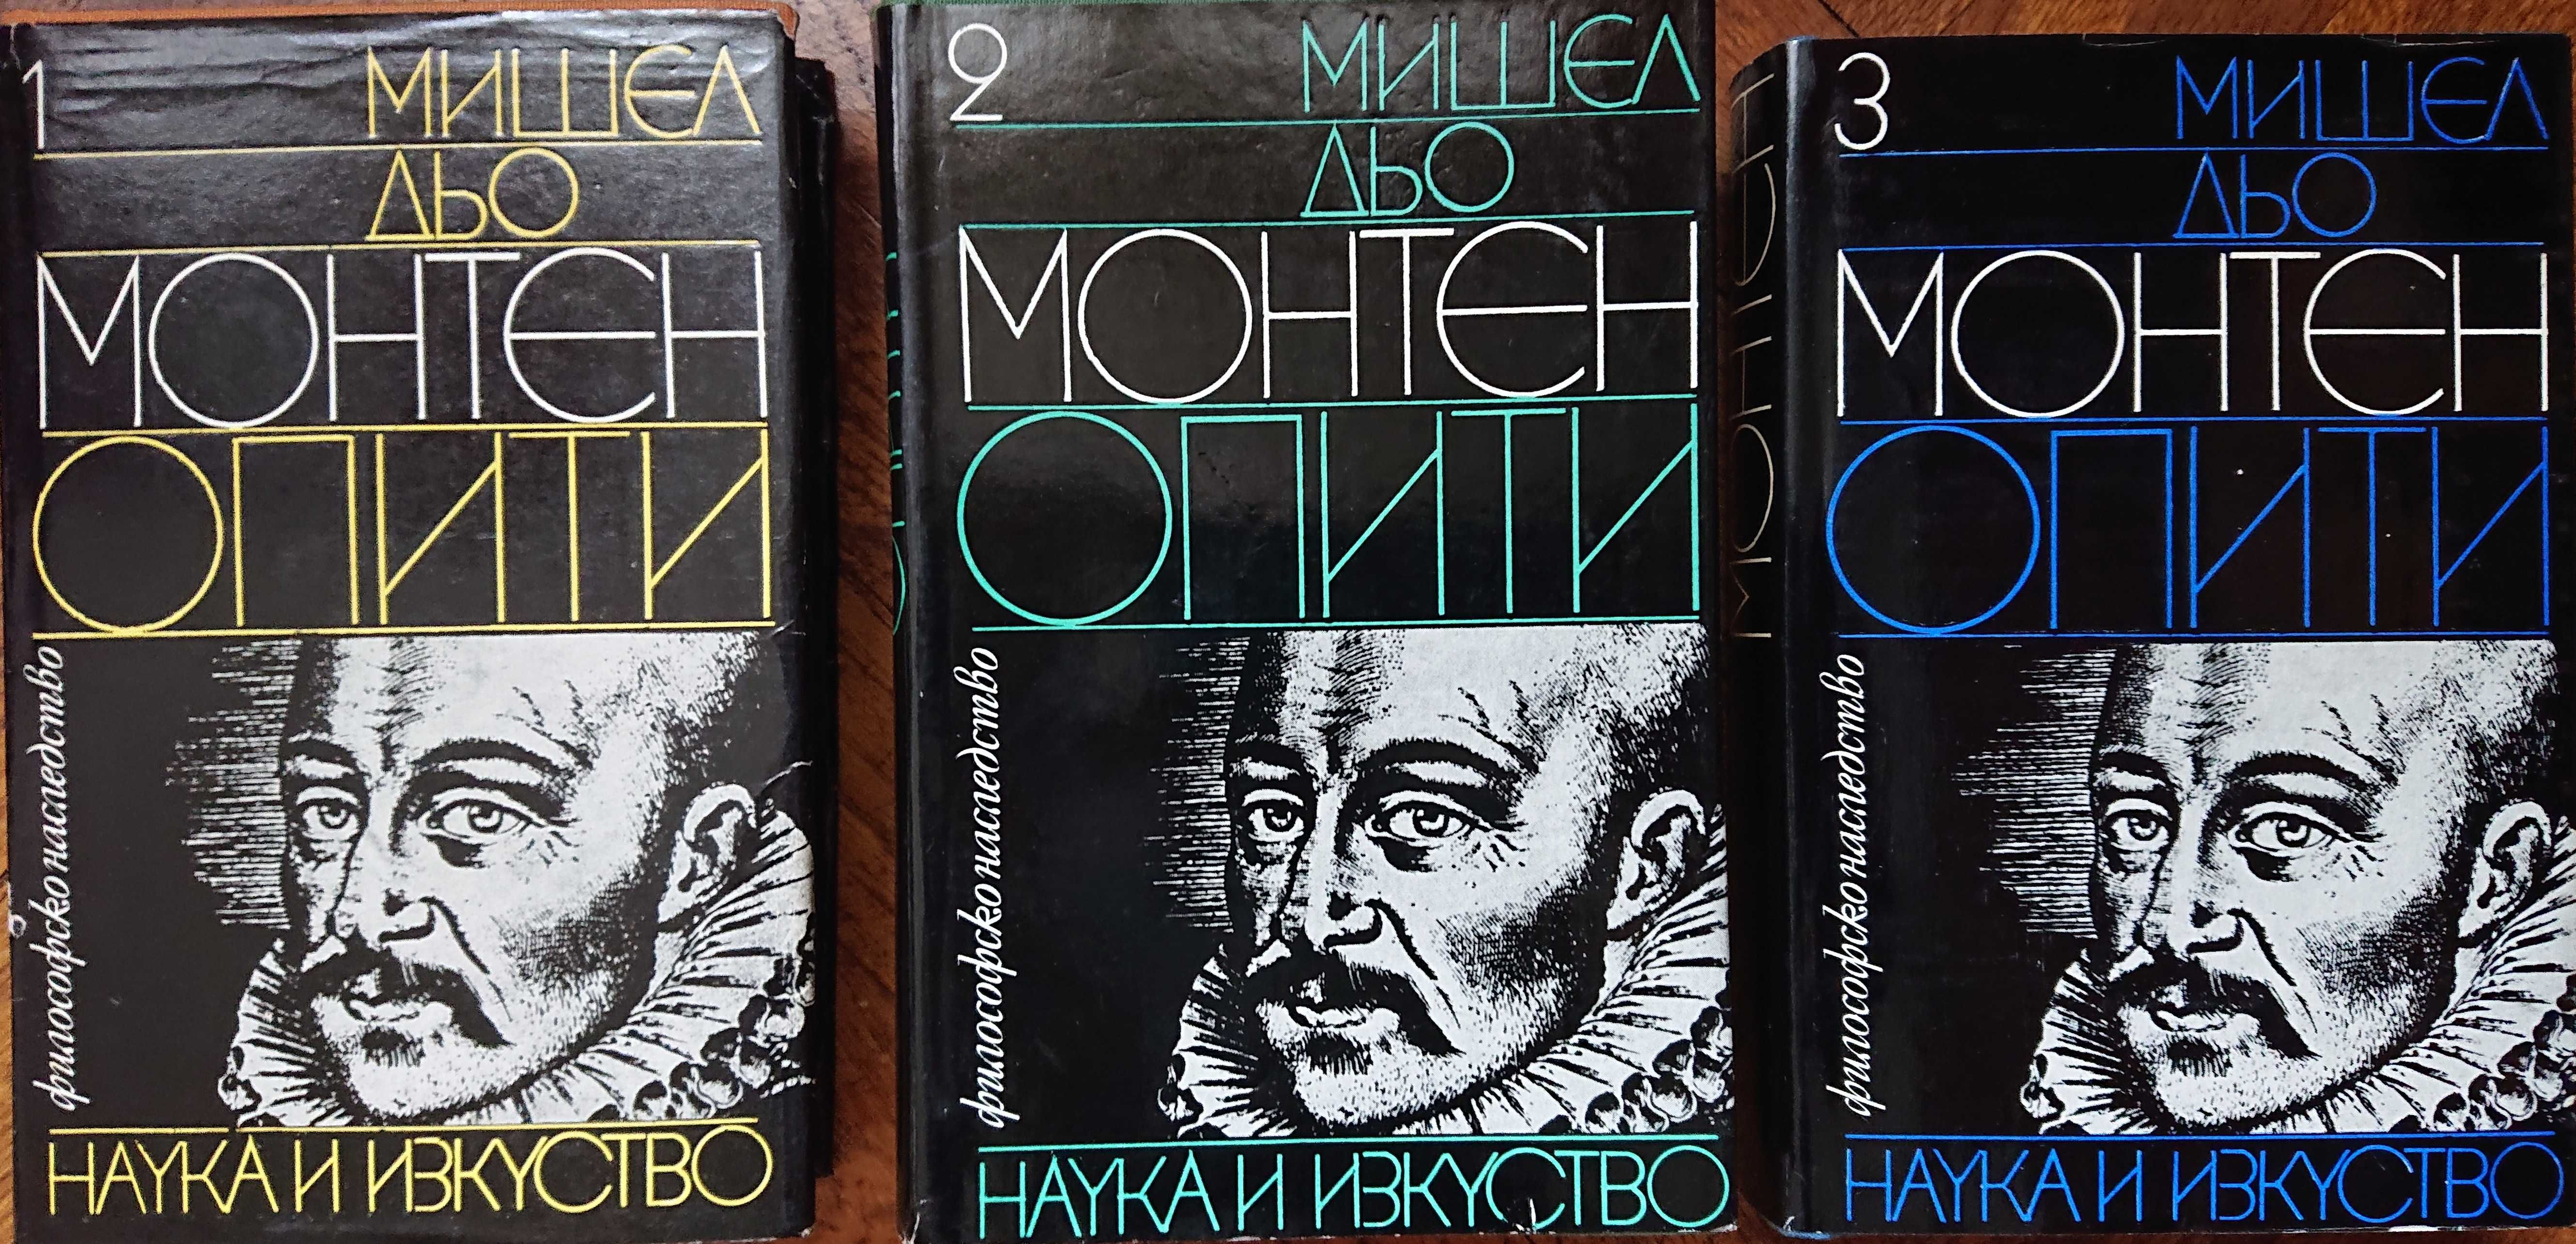 1
МИШЕЛ
ДЬО
МОНТЕН
ОПИТИ
философско наследство
НАУКА И ИЗКУСТВО
2
МИШЕЛ
ДЬО
МОНТЕН
ОПИТИ
философско наследство
НАУКА И ИЗКУСТВО
МОНТЕН
3
МИШЕЛ
ДЬО
МОНТЕН
ОПИТИ
философско наследство
НАУКА И ИЗКУСТВО